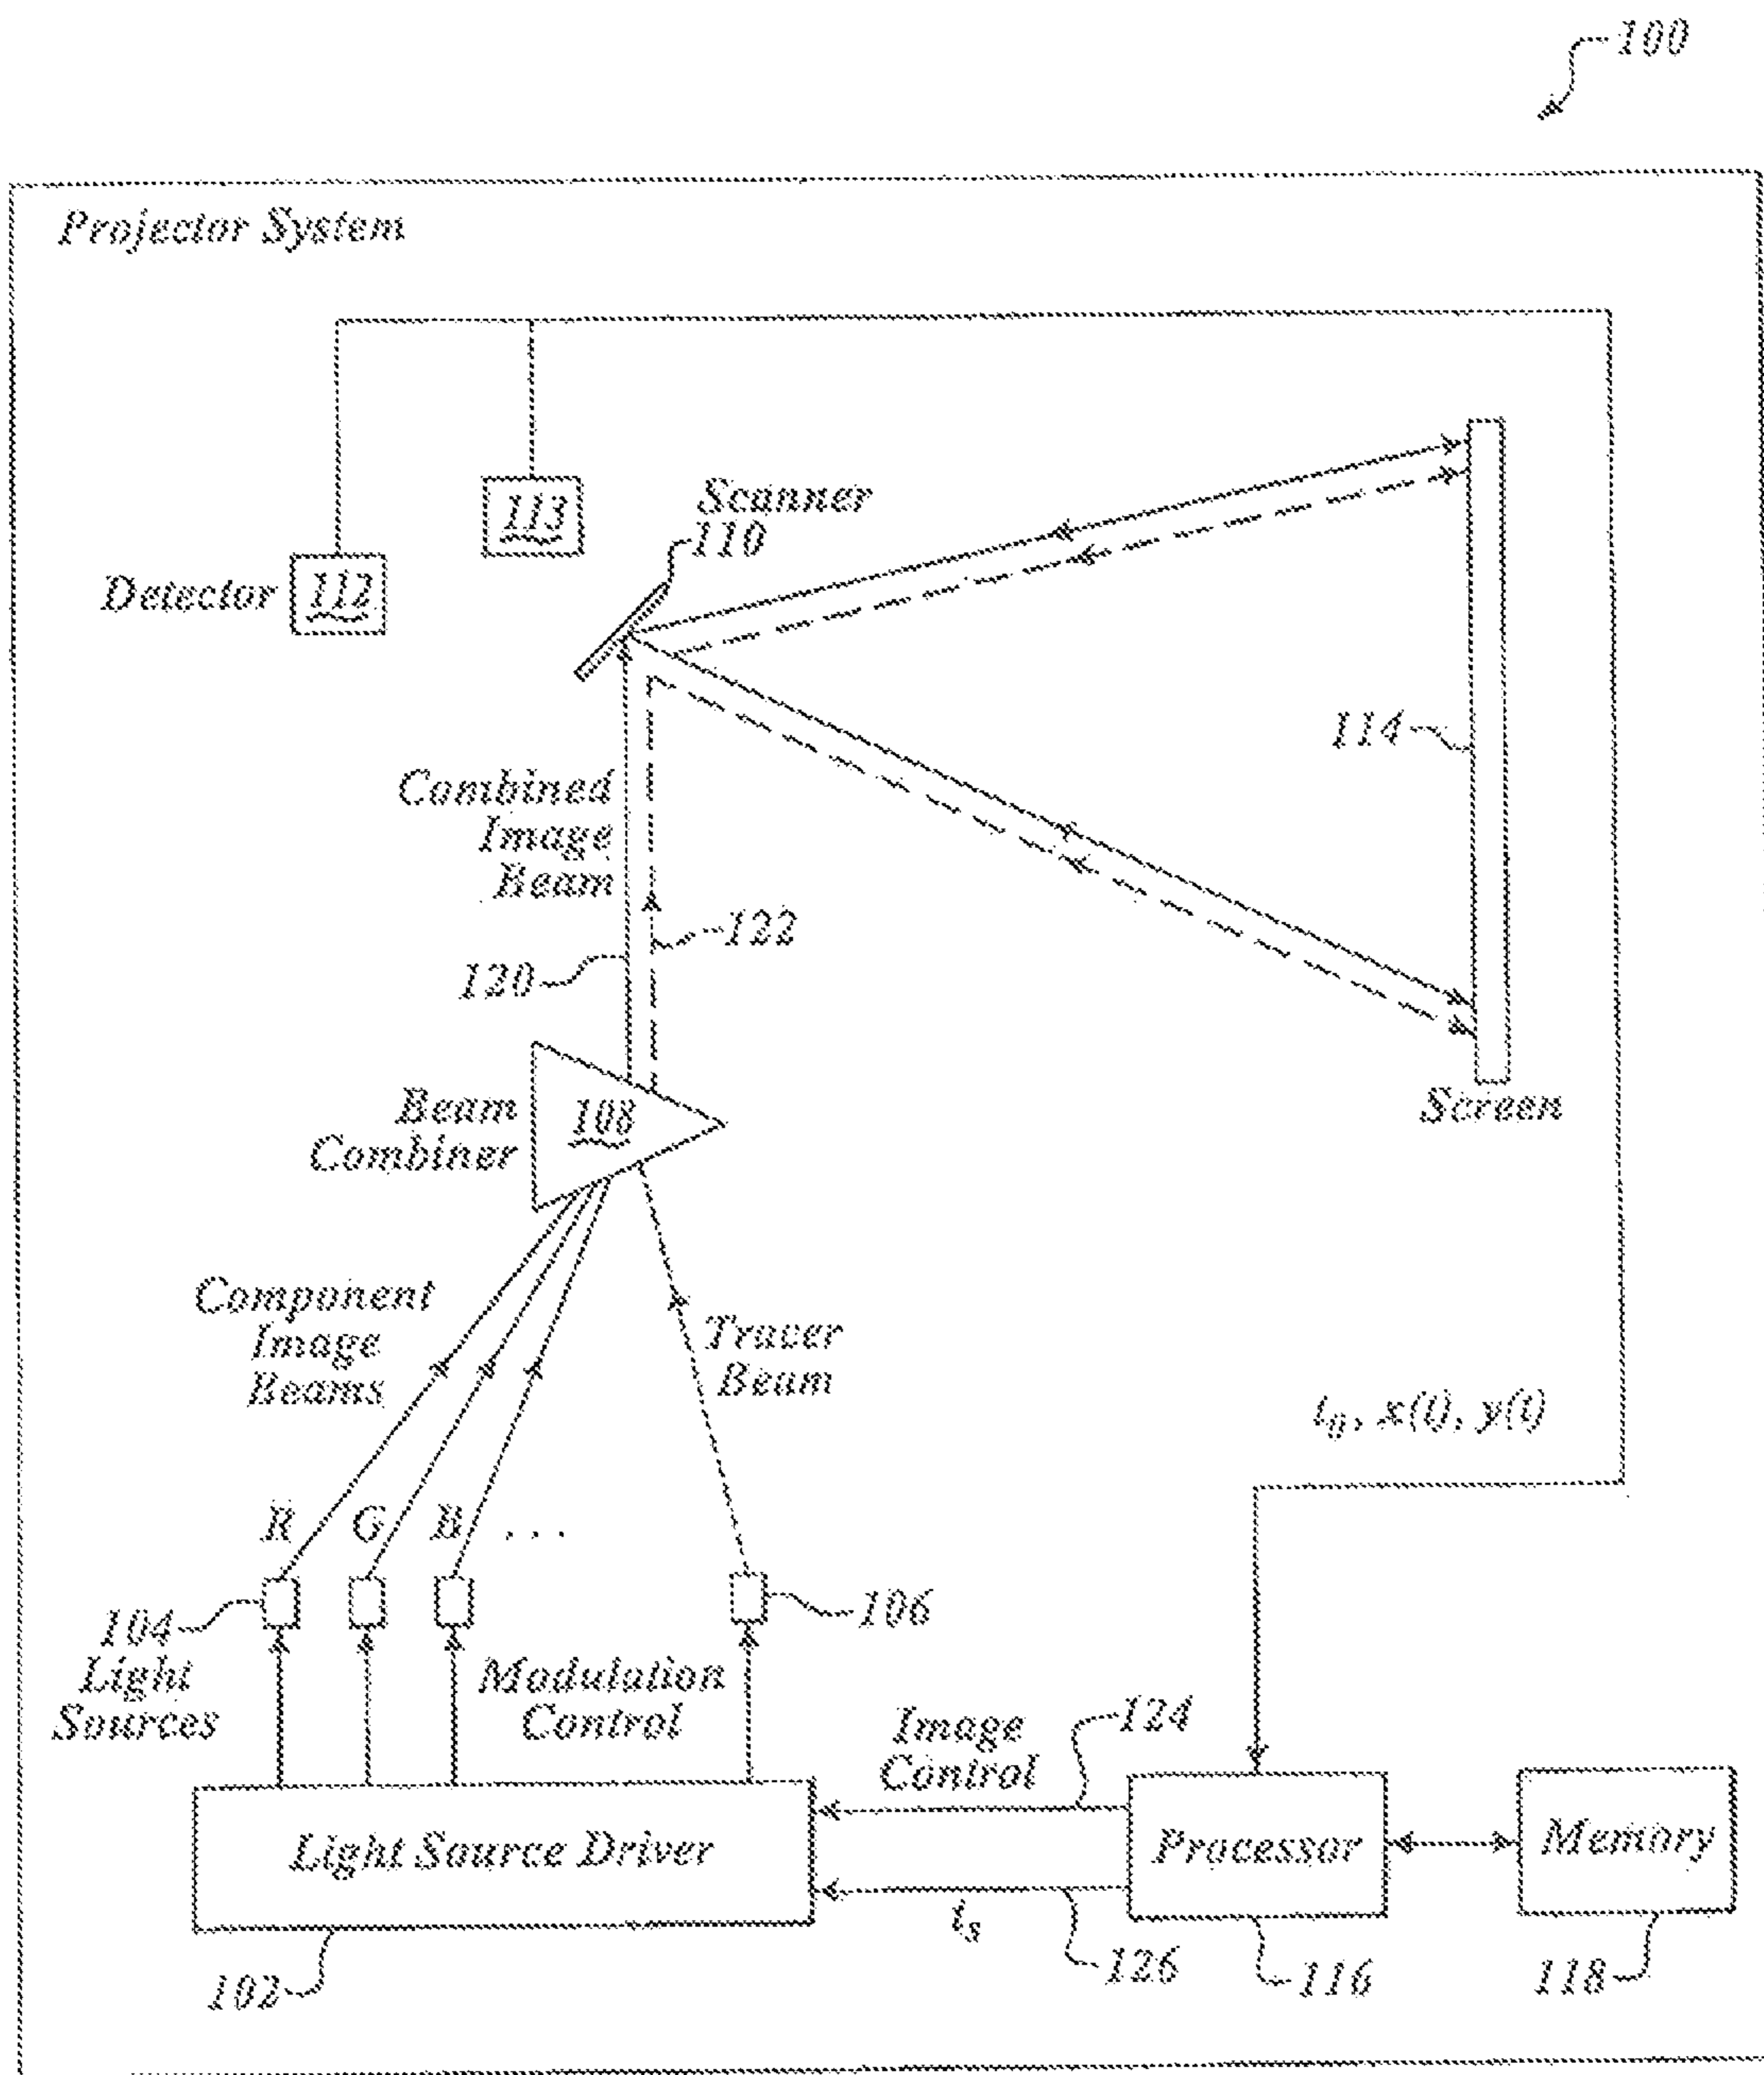 100
Projector System
113
Scanner
110
Detector
112
114
Combined
Image
Beam
122
120
Screen
Beam
Combiner
108
Component
Image
Beams
Tracer
Beam
t₀, x(t), y(t)
R
G
B
. . .
104
Light
Sources
106
Modulation
Control
Image
Control
124
Light Source Driver
Processor
Memory
tₛ
126
102
116
118